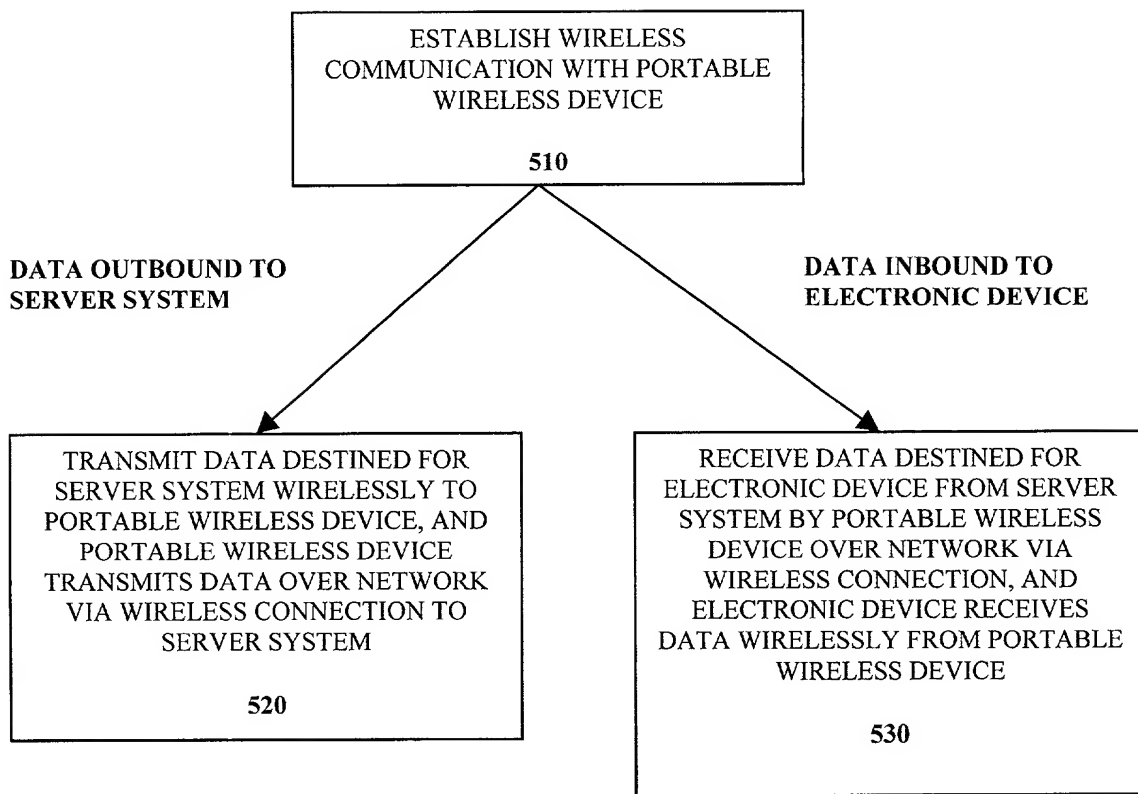 ESTABLISH WIRELESS
COMMUNICATION WITH PORTABLE
WIRELESS DEVICE
510
DATA OUTBOUND TO
SERVER SYSTEM
DATA INBOUND TO
ELECTRONIC DEVICE
TRANSMIT DATA DESTINED FOR
SERVER SYSTEM WIRELESSLY TO
PORTABLE WIRELESS DEVICE, AND
PORTABLE WIRELESS DEVICE
TRANSMITS DATA OVER NETWORK
VIA WIRELESS CONNECTION TO
SERVER SYSTEM
520
RECEIVE DATA DESTINED FOR
ELECTRONIC DEVICE FROM SERVER
SYSTEM BY PORTABLE WIRELESS
DEVICE OVER NETWORK VIA
WIRELESS CONNECTION, AND
ELECTRONIC DEVICE RECEIVES
DATA WIRELESSLY FROM PORTABLE
WIRELESS DEVICE
530